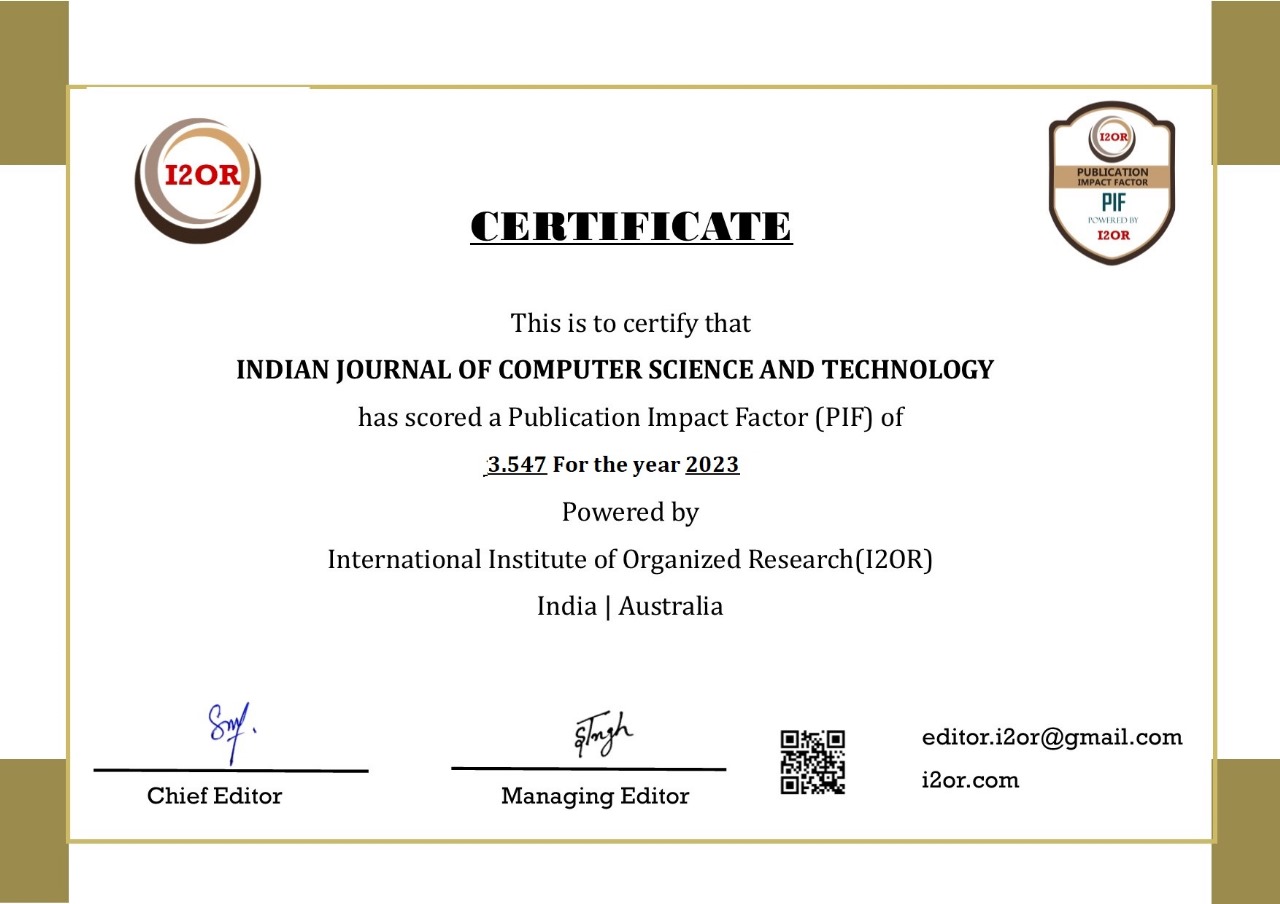 I2OR
I2OR
PUBLICATION
IMPACT FACTOR
PIF
POWERED BY
I2OR
CERTIFICATE
This is to certify that
INDIAN JOURNAL OF COMPUTER SCIENCE AND TECHNOLOGY
has scored a Publication Impact Factor (PIF) of
3.547 For the year 2023
Powered by
International Institute of Organized Research(I2OR)
India | Australia
Chief Editor
Managing Editor
editor.i2or@gmail.com
i2or.com